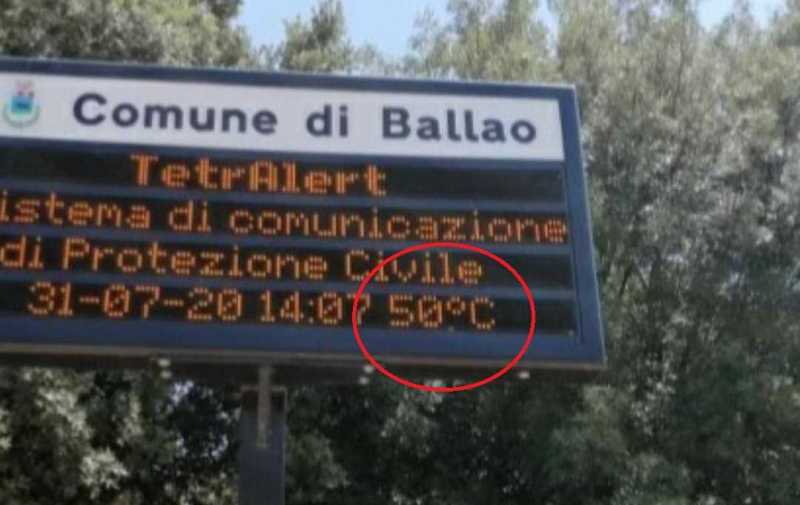 Comune di Ballao
TetrAlert
istema di comunicazione
di Protezione Civile
31-07-20 14:07 50°C